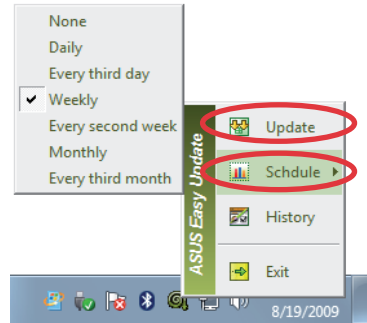 None
Daily
Every third day
Weekly
Every second week
Monthly
Every third month
ASUS Easy Update
Update
Schdule
History
Exit
8/19/2009